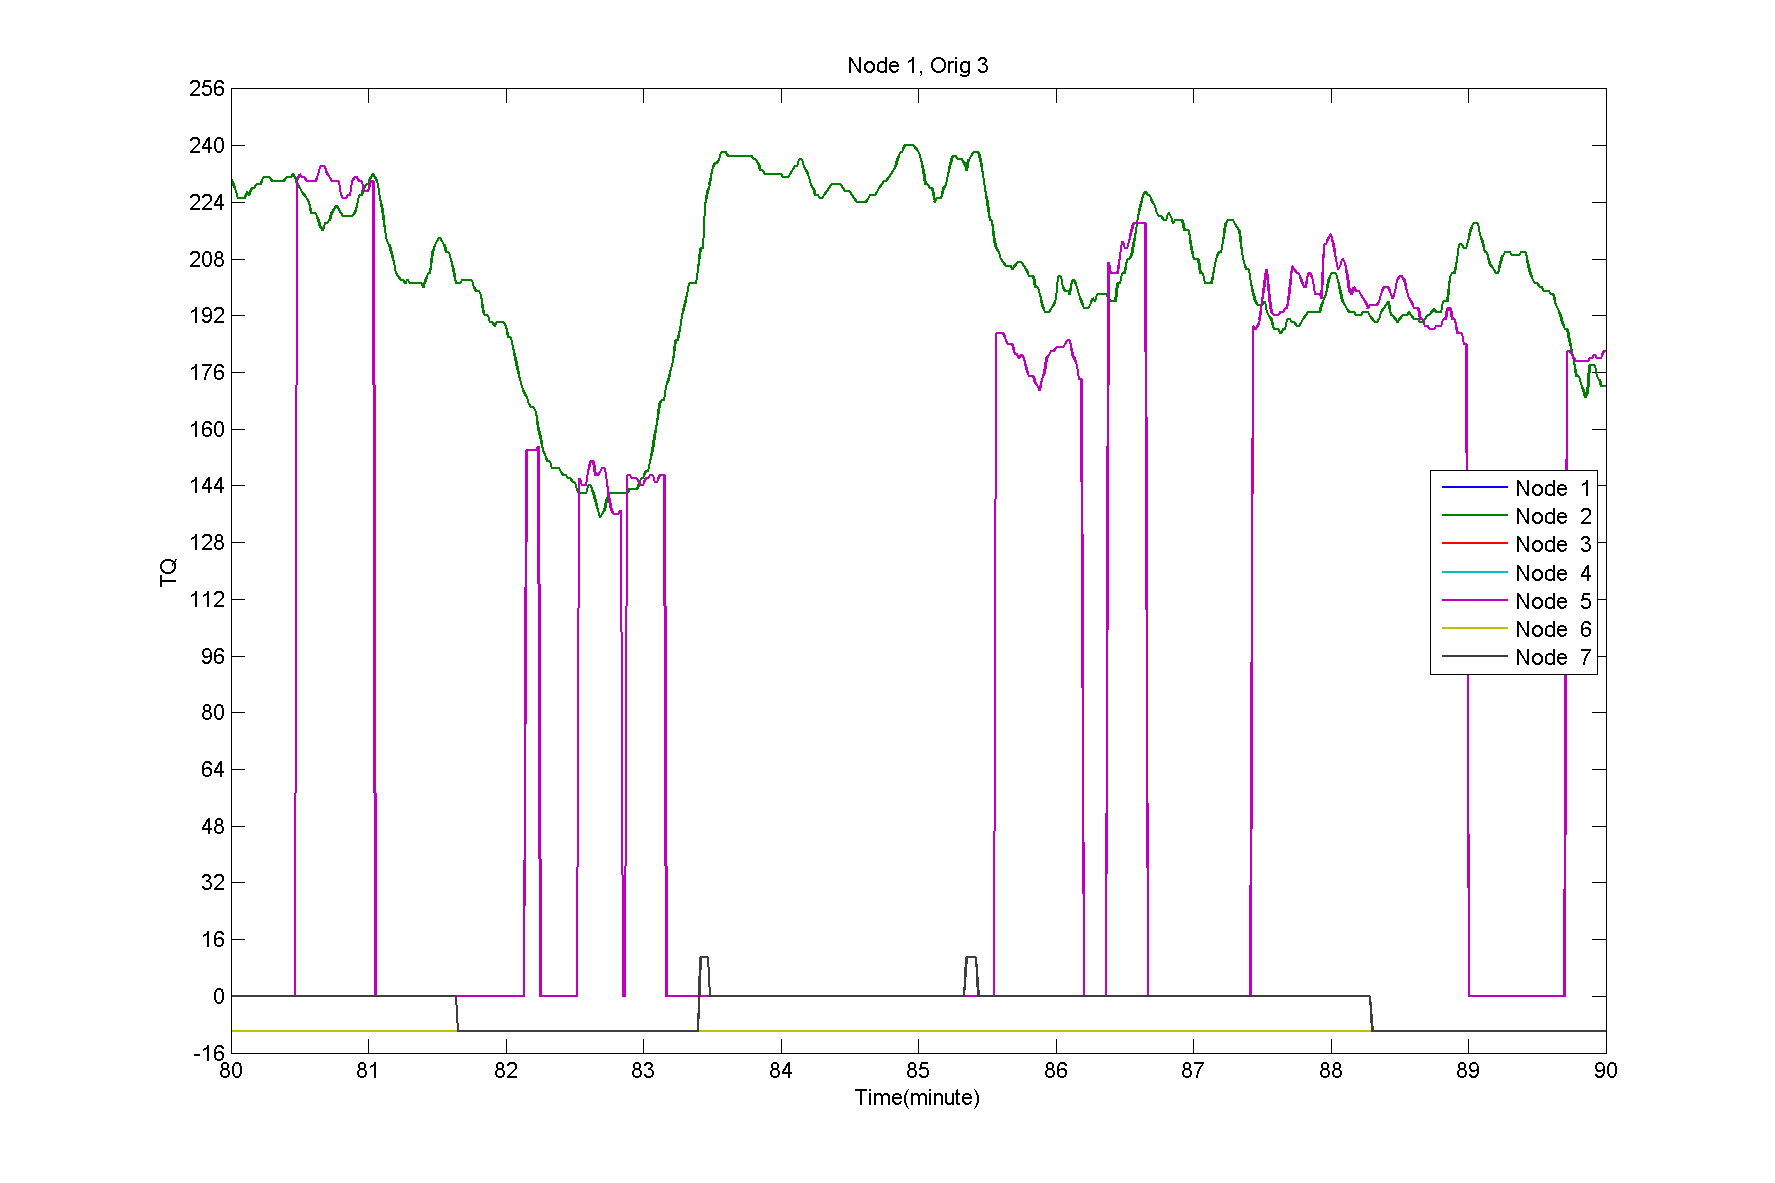 Node 1, Orig 3
256
240
224
208
192
176
160
144
128
112
96
80
64
48
32
16
0
-16
TQ
Node 1
Node 2
Node 3
Node 4
Node 5
Node 6
Node 7
80 81 82 83 84 85 86 87 88 89 90
Time(minute)